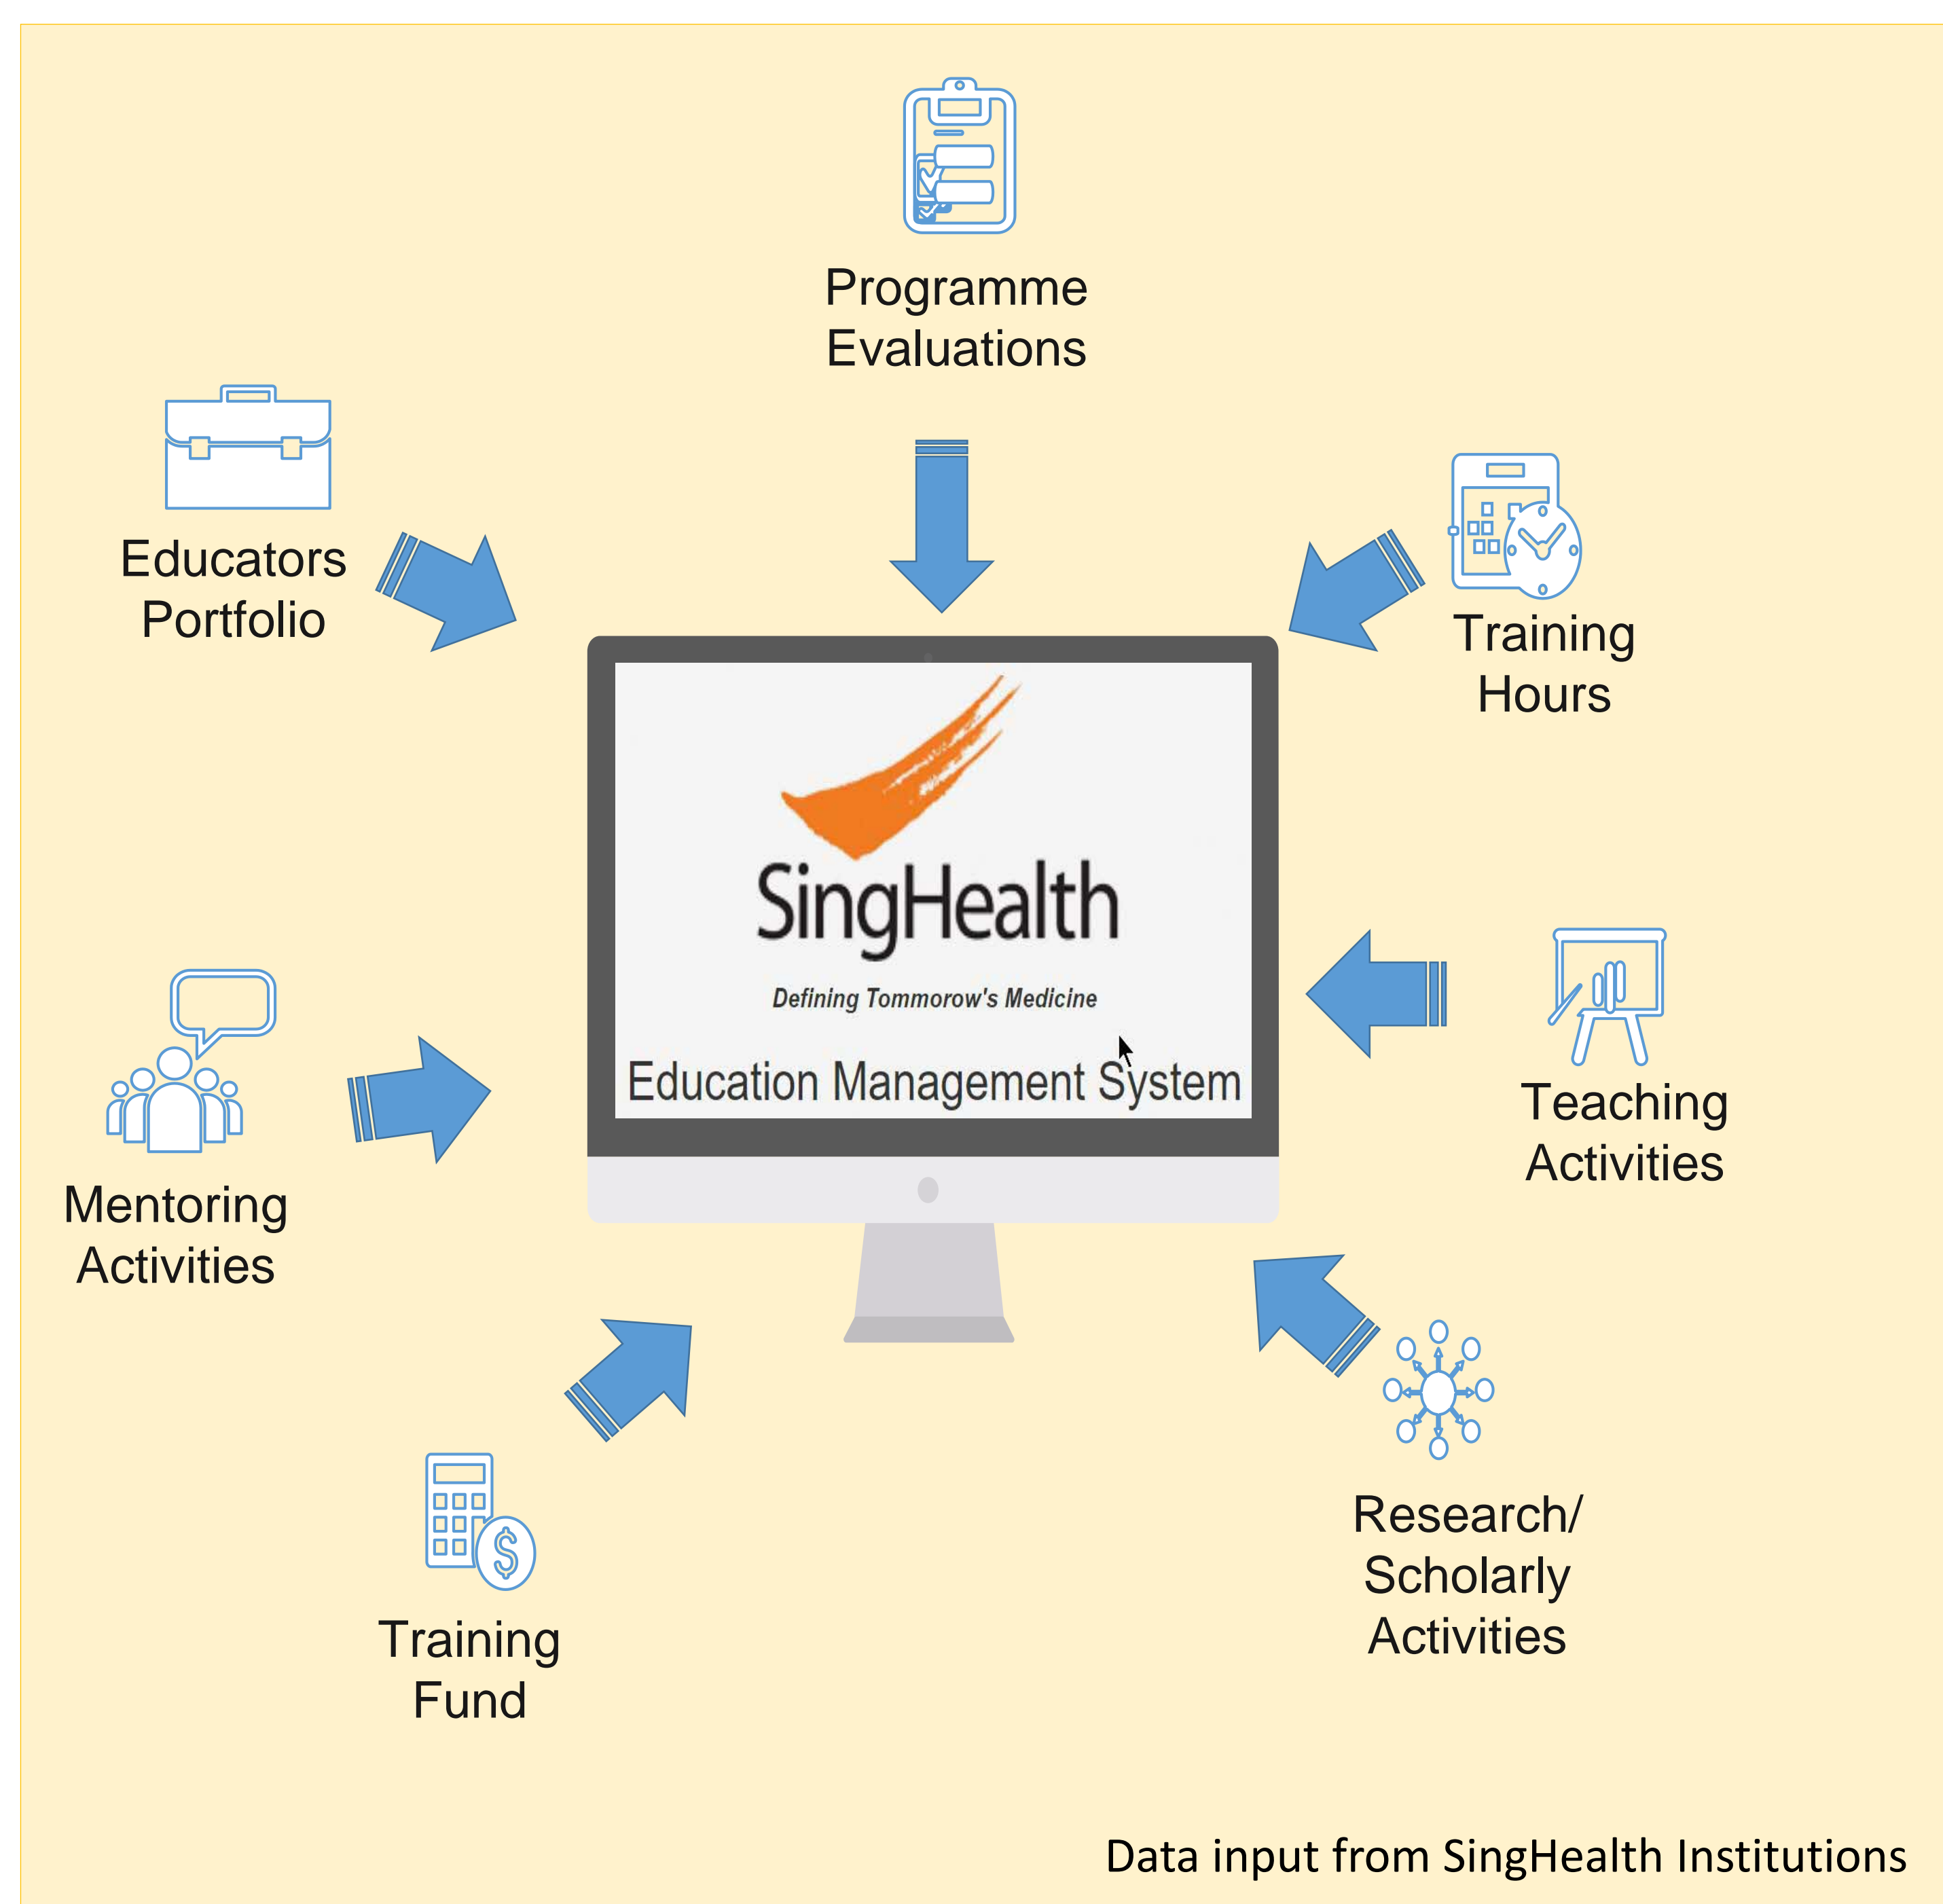 Programme
Evaluations
Educators
Portfolio
Training
Hours
SingHealth
Defining Tommorow's Medicine
Education Management System
Teaching
Activities
Mentoring
Activities
Research/
Scholarly
Activities
$
Training
Fund
Data input from SingHealth Institutions